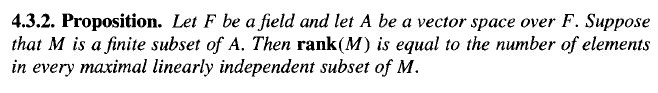 4.3.2. Proposition. Let F be a field and let A be a vector space over F. Suppose
that M is a finite subset of A. Then rank(M) is equal to the number of elements
in every maximal linearly independent subset of M.